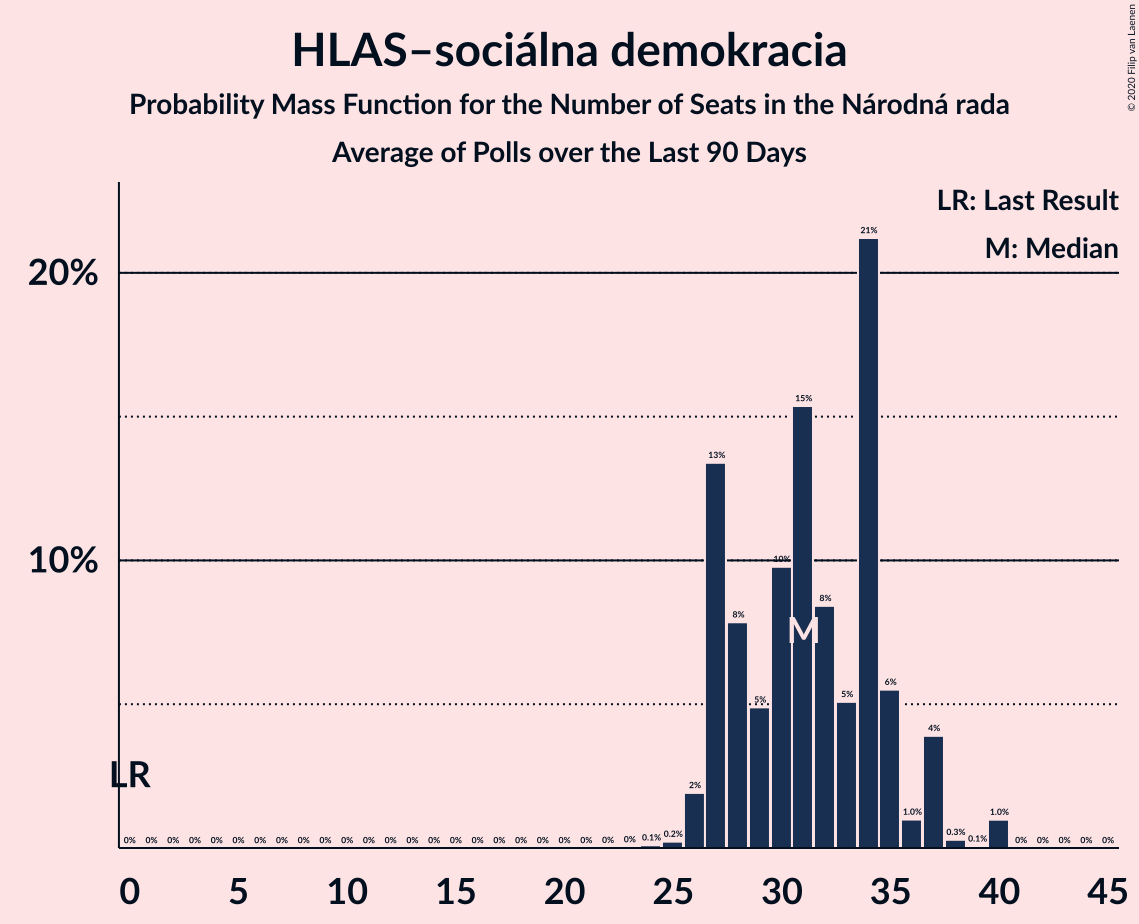 HLAS–sociálna demokracia
Probability Mass Function for the Number of Seats in the Národná rada
Average of Polls over the Last 90 Days
© 2020 Filip van Laenen
LR: Last Result
M: Median
20%
10%
21%
15%
13%
10%
8%
8%
5%
5%
6%
4%
M
LR
2%
1.0%
1.0%
0% 0% 0% 0% 0% 0% 0% 0% 0% 0% 0% 0% 0% 0% 0% 0% 0% 0% 0% 0% 0% 0% 0% 0% 0.1% 0.2% 0.3% 0.1% 0% 0% 0% 0% 0%
0 5 10 15 20 25 30 35 40 45